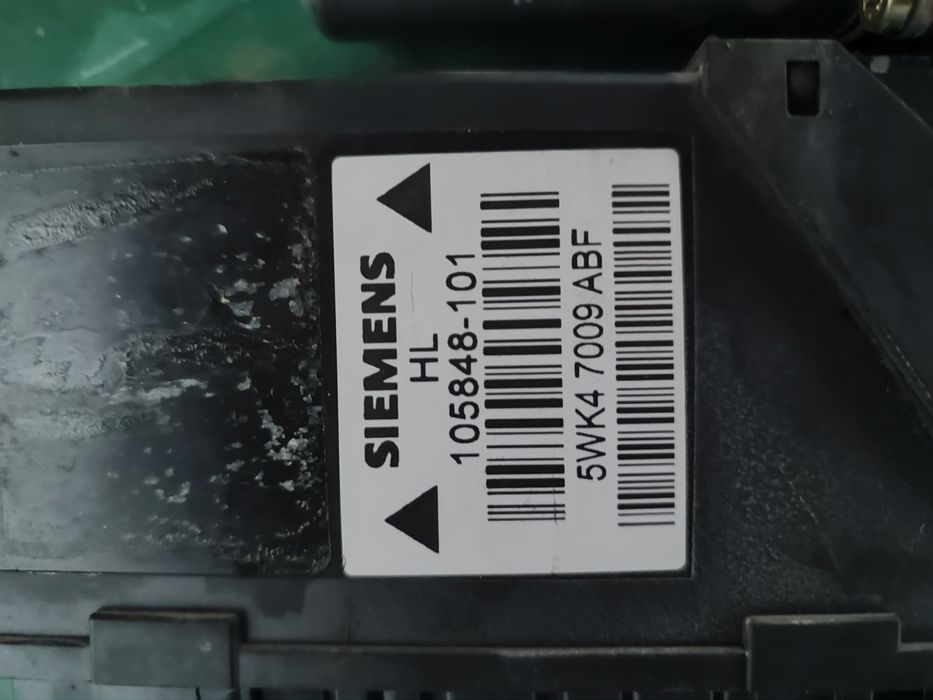 SIEMENS
HL
105848-101
5WK4 7009 ABF